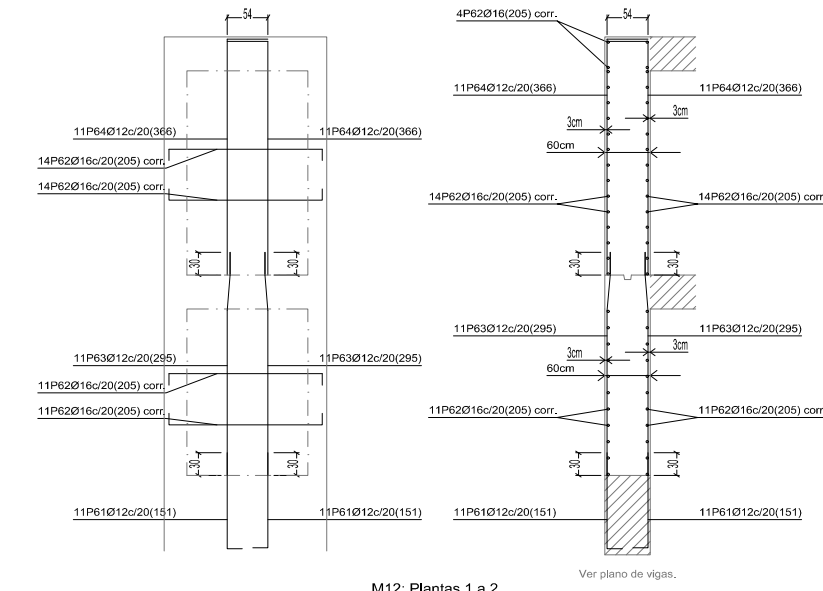 54
11P64Ø12c/20(366)
11P64Ø12c/20(366)
14P62Ø16c/20(205) corr.
14P62Ø16c/20(205) corr.
30
30
11P63Ø12c/20(295)
11P63Ø12c/20(295)
11P62Ø16c/20(205) corr.
11P62Ø16c/20(205) corr.
30
30
11P61Ø12c/20(151)
11P61Ø12c/20(151)
4P62Ø16(205) corr.
54
11P64Ø12c/20(366)
11P64Ø12c/20(366)
3cm
3cm
60cm
14P62Ø16c/20(205) corr.
14P62Ø16c/20(205) corr
30
30
11P63Ø12c/20(295)
11P63Ø12c/20(295)
3cm
3cm
60cm
11P62Ø16c/20(205) corr.
11P62Ø16c/20(205) corr
30
30
11P61Ø12c/20(151)
11P61Ø12c/20(151)
Ver plano de vigas.
M12: Plantas 1 a 2